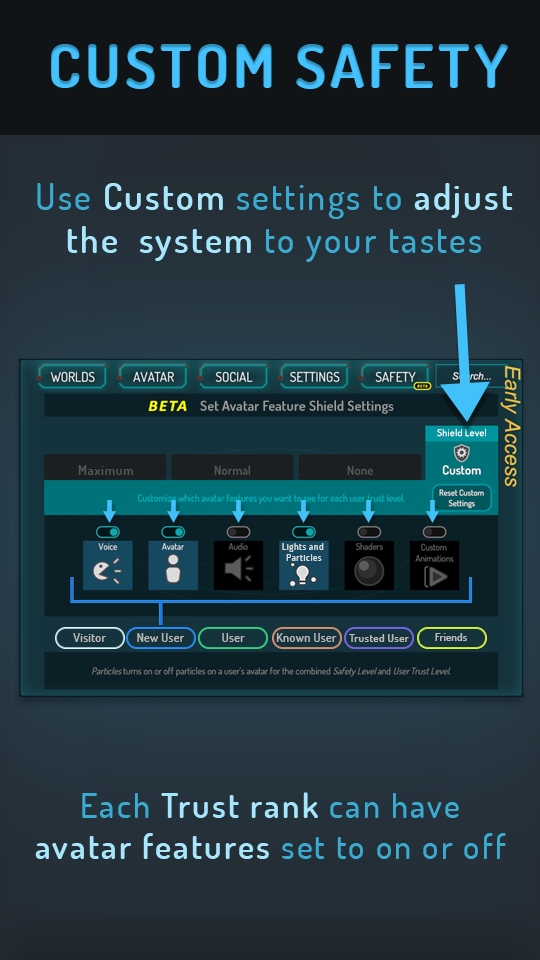 CUSTOM SAFETY
Use Custom settings to adjust
the system to your tastes
WORLDS AVATAR SOCIAL SETTINGS SAFETY BETA
Early Access
BETA Set Avatar Feature Shield Settings
Shield Level
Maximum Normal None Custom
Customize which avatar features you want to see for each user trust level.
Reset Custom
Settings
Voice Avatar Audio Lights and
Particles Shaders Custom
Animations
Visitor New User User Known User Trusted User Friends
Particles turns on or off particles on a user's avatar for the combined Safety Level and User Trust Level.
Each Trust rank can have
avatar features set to on or off